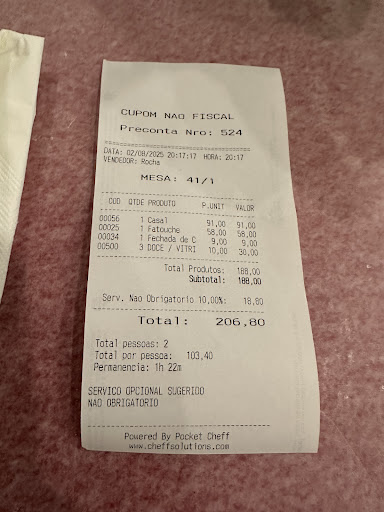 CUPOM NAO FISCAL
Preconta Nro: 524
DATA: 02/08/2025 20:17:17 HORA: 20:17
VENDEDOR: Rocha
MESA: 41/1
COD QTDE PRODUTO P.UNIT VALOR
00056 1 Casal 91,00 91,00
00025 1 Fatouche 58,00 58,00
00034 1 Fechada de C 9,00 9,00
00500 3 DOCE / VITRI 10,00 30,00
Total Produtos: 188,00
Subtotal: 188,00
Serv. Nao Obrigatorio 10,00%: 18,80
Total: 206,80
Total pessoas: 2
Total por pessoa: 103,40
Permanencia: 1h 22m
SERVICO OPCIONAL SUGERIDO
NAO OBRIGATORIO
Powered By Pocket Cheff
www.cheffsolutions.com